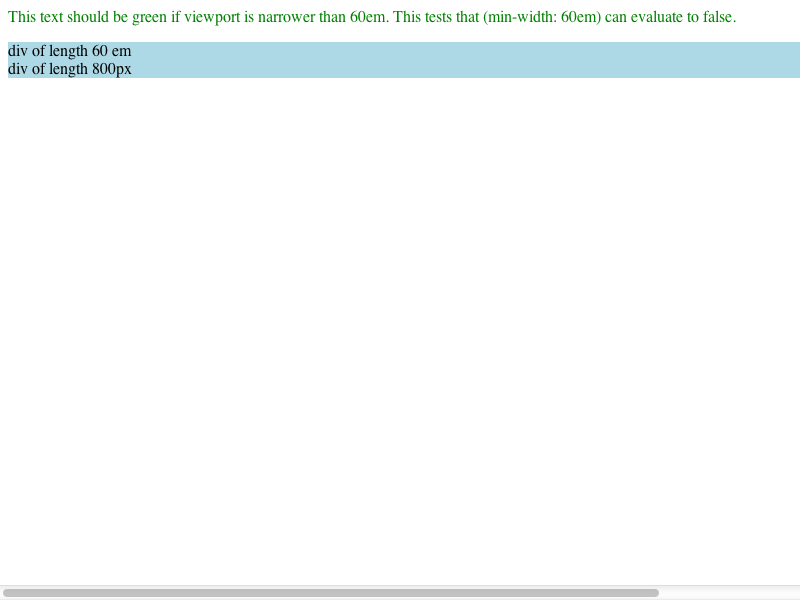 This text should be green if viewport is narrower than 60em. This tests that (min-width: 60em) can evaluate to false.
div of length 60 em
div of length 800px